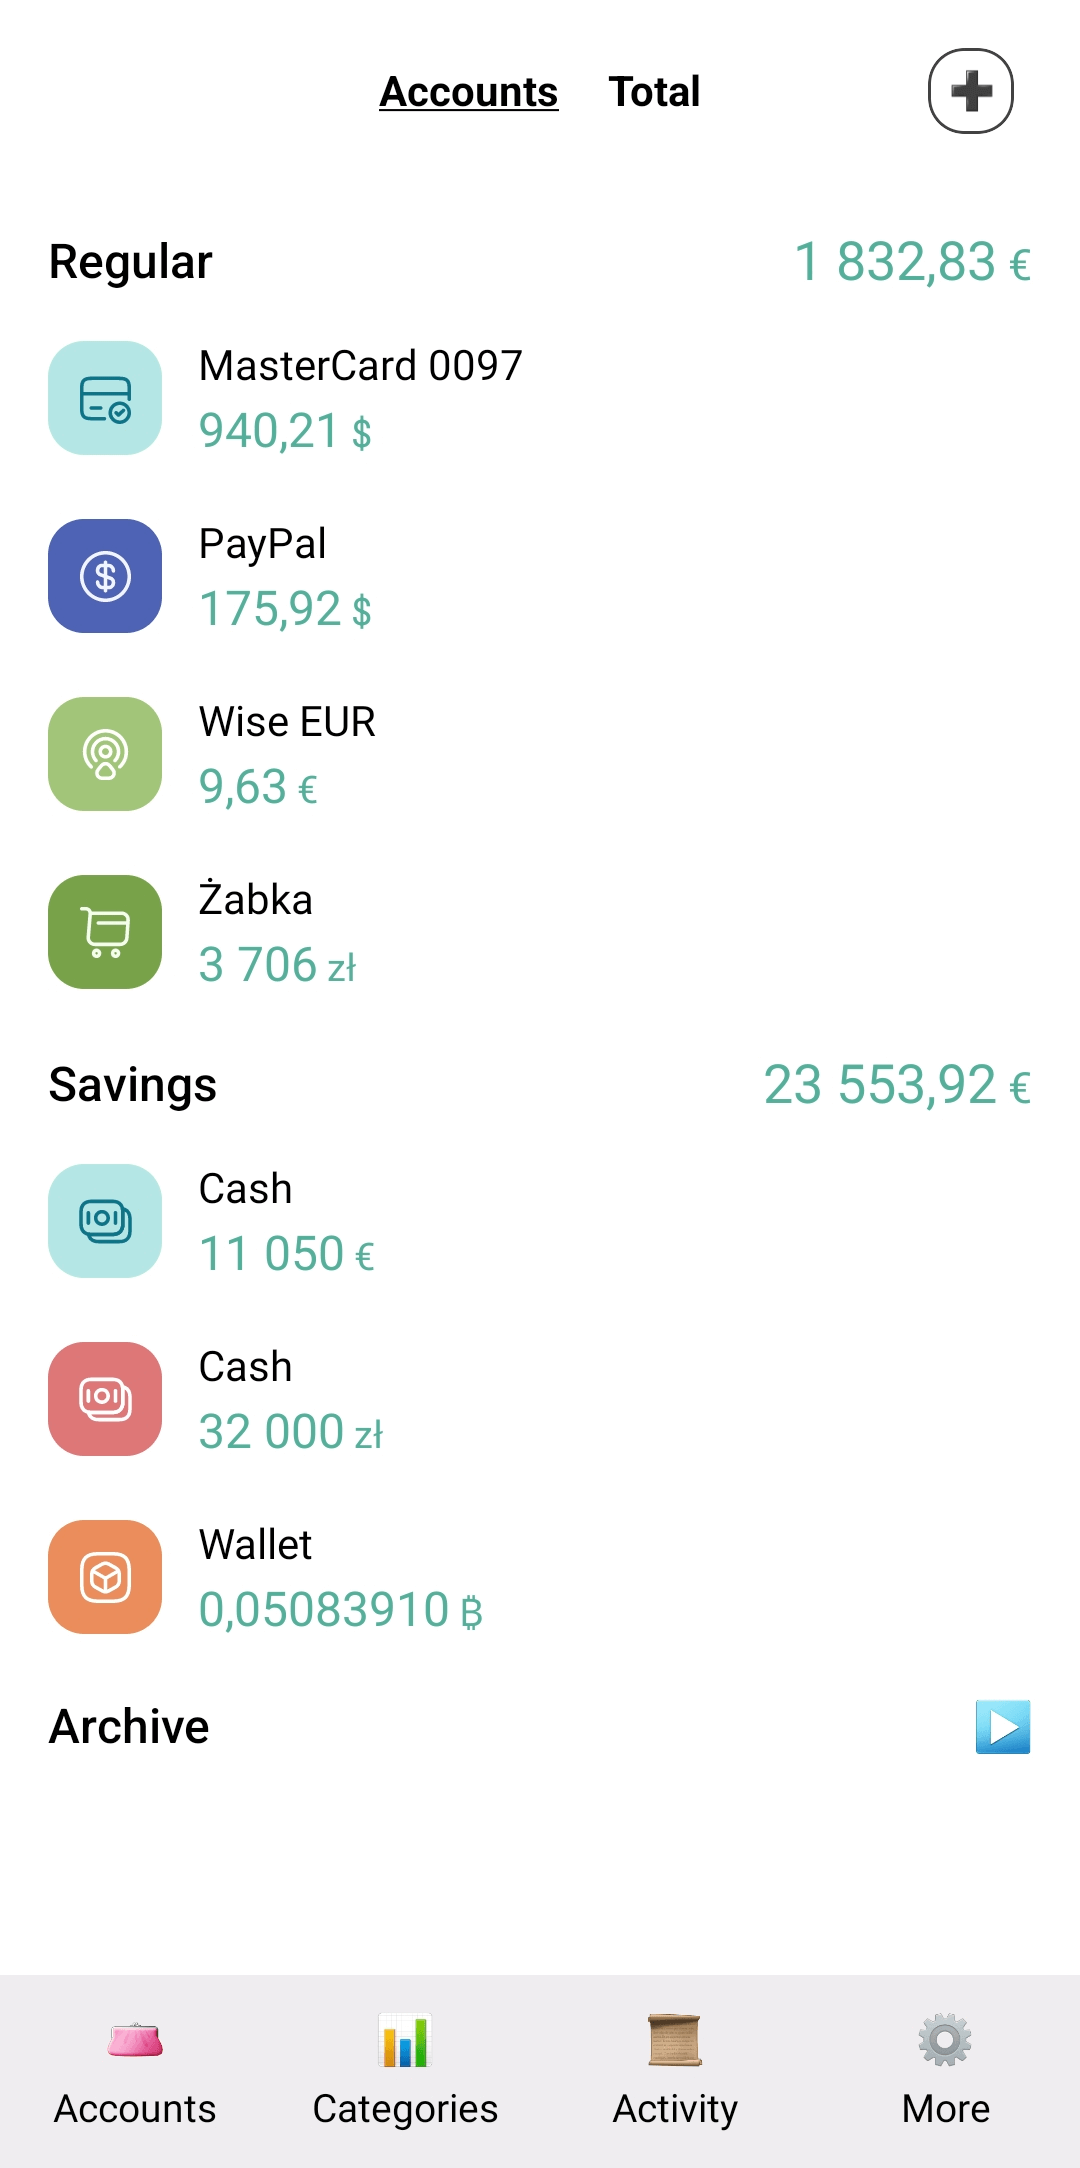 Accounts Total
Regular 1 832,83 €
MasterCard 0097
940,21 $
PayPal
175,92 $
Wise EUR
9,63 €
Żabka
3 706 zł
Savings 23 553,92 €
Cash
11 050 €
Cash
32 000 zł
Wallet
0,05083910 ₿
Archive
Accounts Categories Activity More